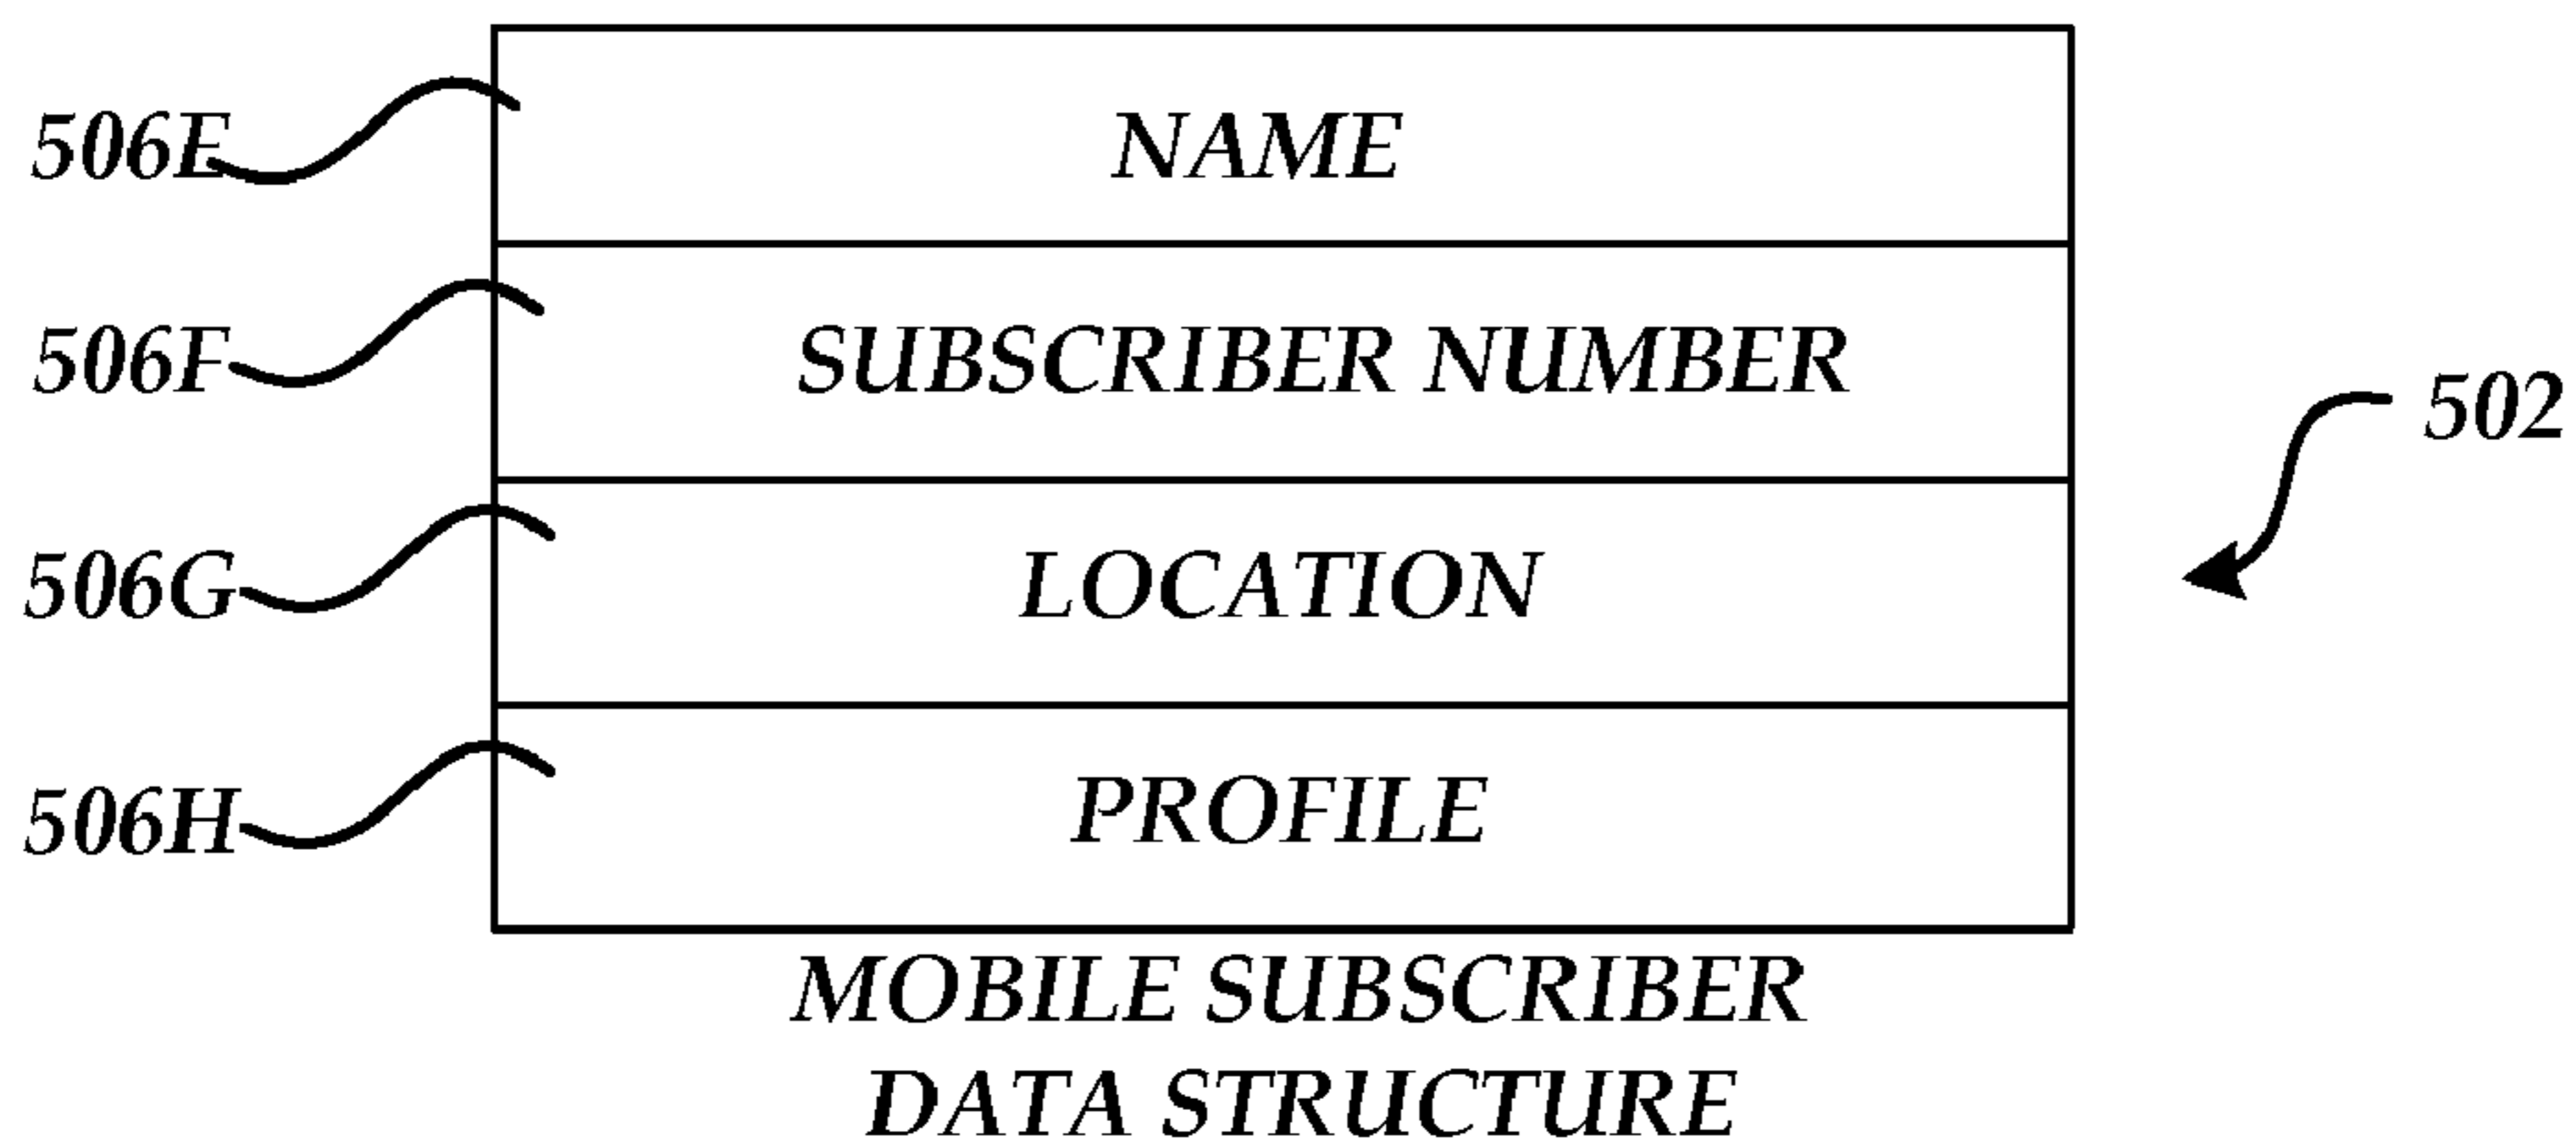 506E NAME
506F SUBSCRIBER NUMBER
502
506G LOCATION
506H PROFILE
MOBILE SUBSCRIBER
DATA STRUCTURE